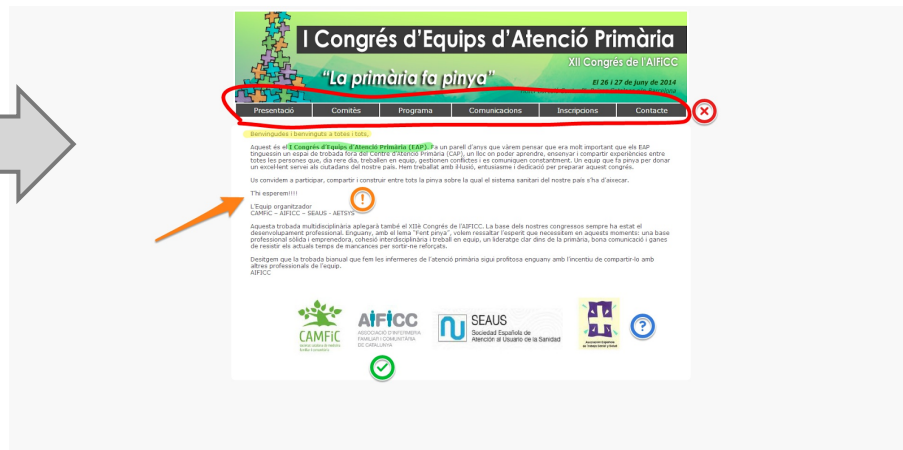 I Congrés d'Equips d'Atenció Primària
XII Congrés de l'AIFiCC
"La primària fa pinya"
El 26 i 27 de Juny de 2014
Presentació Comitès Programa Comunicacions Inscripcions Contacte
Benvingudes i benvinguts a totes i tots,
Aquest és el I Congrés d'Equips d'Atenció Primària (EAP). Fa un parell d'anys que vàrem pensar que era molt important que els EAP
tinguessin un espai de trobada fora del Centre d'Atenció Primària (CAP), un lloc on poder aprendre, ensenyar i compartir experiències entre
totes les persones que, dia rere dia, treballen en equip, gestionen conflictes i es comuniquen constantment. Un equip que fa pinya per donar
un excel·lent servei als ciutadans del nostre país. Hem treballat amb il·lusió, entusiasme i dedicació per preparar aquest congrés.
Us convidem a participar, compartir i construir entre tots la pinya sobre la qual el sistema sanitari del nostre país s'ha d'aixecar.
T'hi esperem!!!!
L'Equip organitzador
CAMFiC – AIFICC – SEAUS - AETSYS
Aquesta trobada multidisciplinària aplegarà també el XIIè Congrés de l'AIFICC. La base dels nostres congressos sempre ha estat el
desenvolupament professional. Enguany, amb el lema "Fent pinya", volem ressaltar l'esperit que necessitem en aquests moments: una base
professional sòlida i emprenedora, cohesió interdisciplinària i treball en equip, un lideratge clar dins de la primària, bona comunicació i ganes
de resistir els actuals temps de mancances per sortir-ne reforçats.
Desitgem que la trobada bianual que fem les infermeres de l'atenció primària sigui profitosa enguany amb l'incentiu de compartir-lo amb
altres professionals de l'equip.
AIFICC
CAMFiC
AIFICC
ASSOCIACIÓ D'INFERMERIA
FAMILIAR I COMUNITÀRIA
DE CATALUNYA
SEAUS
Sociedad Española de
Atención al Usuario de la Sanidad